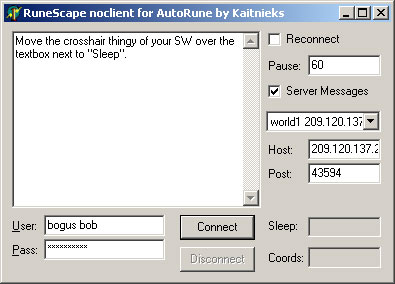 RuneScape noclient for AutoRune by Kaitnieks
Move the crosshair thingy of your SW over the
textbox next to "Sleep".
Reconnect
Pause: 60
Server Messages
world1 209.120.137
Host: 209.120.137.2
Post: 43594
User: bogus bob
Pass: **********
Connect
Disconnect
Sleep:
Coords: